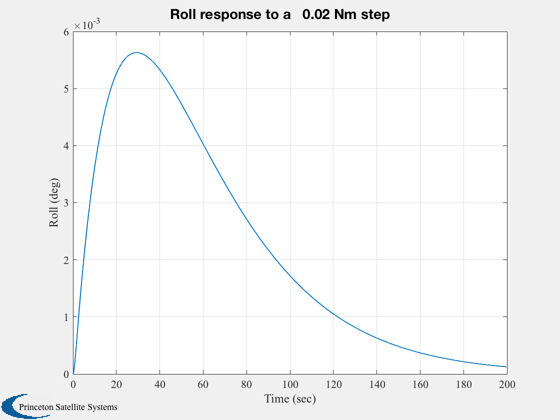 Roll response to a   0.02 Nm step
×10⁻³
6
5
4
3
2
1
0
Roll (deg)
0 20 40 60 80 100 120 140 160 180 200
Time (sec)
Princeton Satellite Systems